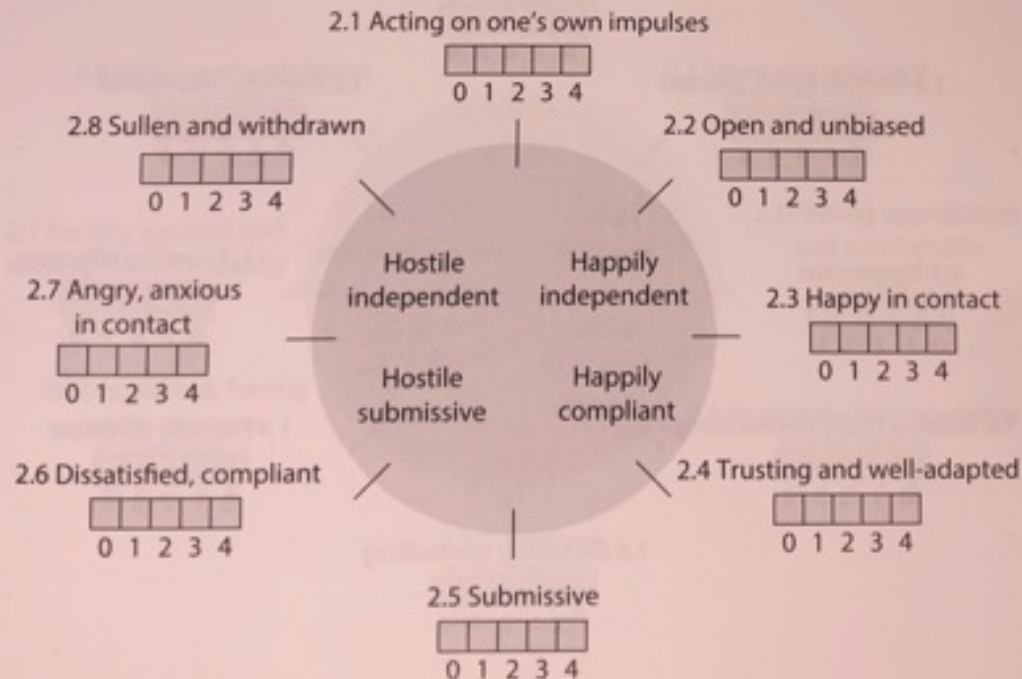 2.1 Acting on one's own impulses
0 1 2 3 4
2.8 Sullen and withdrawn
0 1 2 3 4
2.2 Open and unbiased
0 1 2 3 4
Hostile
independent
Happily
independent
2.7 Angry, anxious
in contact
0 1 2 3 4
2.3 Happy in contact
0 1 2 3 4
Hostile
submissive
Happily
compliant
2.6 Dissatisfied, compliant
0 1 2 3 4
2.4 Trusting and well-adapted
0 1 2 3 4
2.5 Submissive
0 1 2 3 4